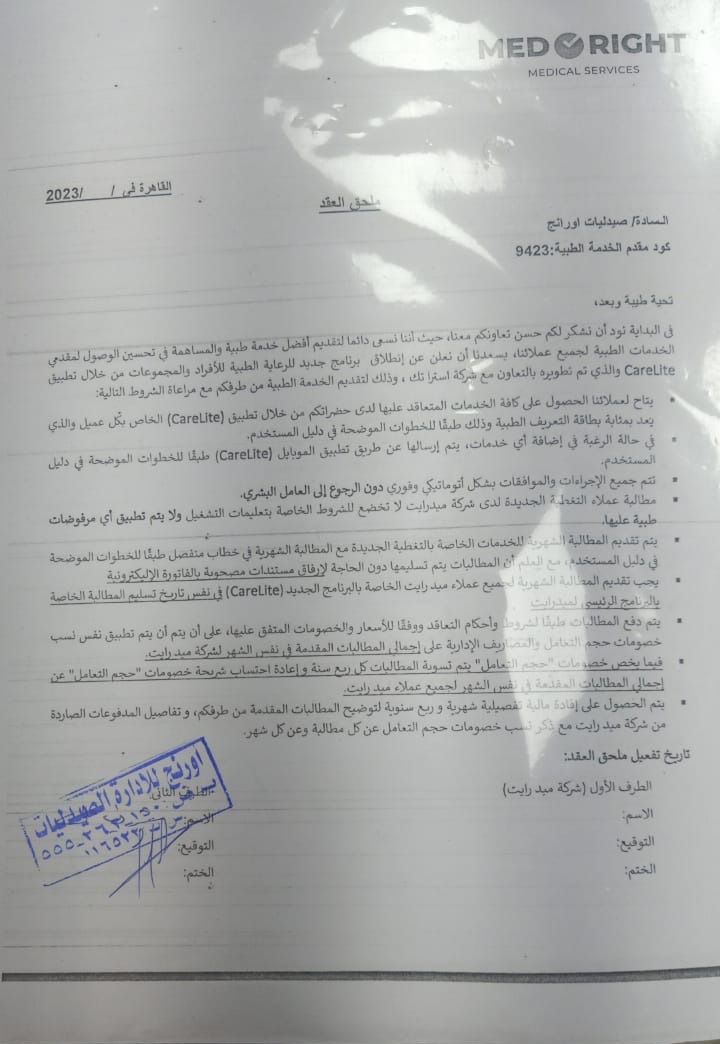 MED RIGHT
MEDICAL SERVICES
القاهرة فى / /2023
ملحق العقد
السادة/ صيدليات اورانج
كود مقدم الخدمة الطبية:9423
تحية طيبة وبعد،
فى البداية نود أن نشكر لكم حسن تعاونكم معنا، حيث أننا نسعى دائما لتقديم أفضل خدمة طبية والمساهمة في تحسين الوصول لمقدمي
الخدمات الطبية لجميع عملائنا، يسعدنا أن نعلن عن إنطلاق برنامج جديد للرعاية الطبية للأفراد والمجموعات من خلال تطبيق
CareLite والذي تم تطويره بالتعاون مع شركة استرا تك ، وذلك لتقديم الخدمة الطبية من طرفكم مع مراعاة الشروط التالية:
▪ يتاح لعملائنا الحصول على كافة الخدمات المتعاقد عليها لدى حضراتكم من خلال تطبيق (CareLite) الخاص بكل عميل والذي
يعد بمثابة بطاقة التعريف الطبية وذلك طبقًا للخطوات الموضحة في دليل المستخدم.
▪ في حالة الرغبة في إضافة أي خدمات، يتم إرسالها عن طريق تطبيق الموبايل (CareLite) طبقًا للخطوات الموضحة في دليل
المستخدم.
▪ تتم جميع الإجراءات والموافقات بشكل أتوماتيكي وفوري دون الرجوع إلى العامل البشري.
▪ مطالبة عملاء التغطية الجديدة لدى شركة ميدرايت لا تخضع للشروط الخاصة بتعليمات التشغيل ولا يتم تطبيق أي مرفوضات
طبية عليها.
▪ يتم تقديم المطالبة الشهرية للخدمات الخاصة بالتغطية الجديدة مع المطالبة الشهرية في خطاب منفصل طبقًا للخطوات الموضحة
في دليل المستخدم، مع العلم أن المطالبات يتم تسليمها دون الحاجة لإرفاق مستندات مصحوبة بالفاتورة الإليكترونية
▪ يجب تقديم المطالبة الشهرية لجميع عملاء ميد رايت الخاصة بالبرنامج الجديد (CareLite) في نفس تاريخ تسليم المطالبة الخاصة
بالبرنامج الرئيسي لميدرايت
▪ يتم دفع المطالبات طبقًا لشروط وأحكام التعاقد ووفقًا للأسعار والخصومات المتفق عليها، على أن يتم أن يتم تطبيق نفس نسب
خصومات حجم التعامل والمصاريف الإدارية على إجمالي المطالبات المقدمة في نفس الشهر لشركة ميد رايت.
▪ فيما يخص خصومات "حجم التعامل" يتم تسوية المطالبات كل ربع سنة و إعادة احتساب شريحة خصومات "حجم التعامل" عن
إجمالي المطالبات المقدمة في نفس الشهر لجميع عملاء ميد رايت.
▪ يتم الحصول على إفادة مالية تفصيلية شهرية و ربع سنوية لتوضيح المطالبات المقدمة من طرفكم، و تفاصيل المدفوعات الصاردة
من شركة ميد رايت مع ذكر نسب خصومات حجم التعامل عن كل مطالبة وعن كل شهر.
تاريخ تفعيل ملحق العقد:
الطرف الأول (شركة ميد رايت)
الاسم:
التوقيع:
الختم:
الطرف الثاني
الاسم:
التوقيع:
الختم:
اورنج للادارة الصيدليات